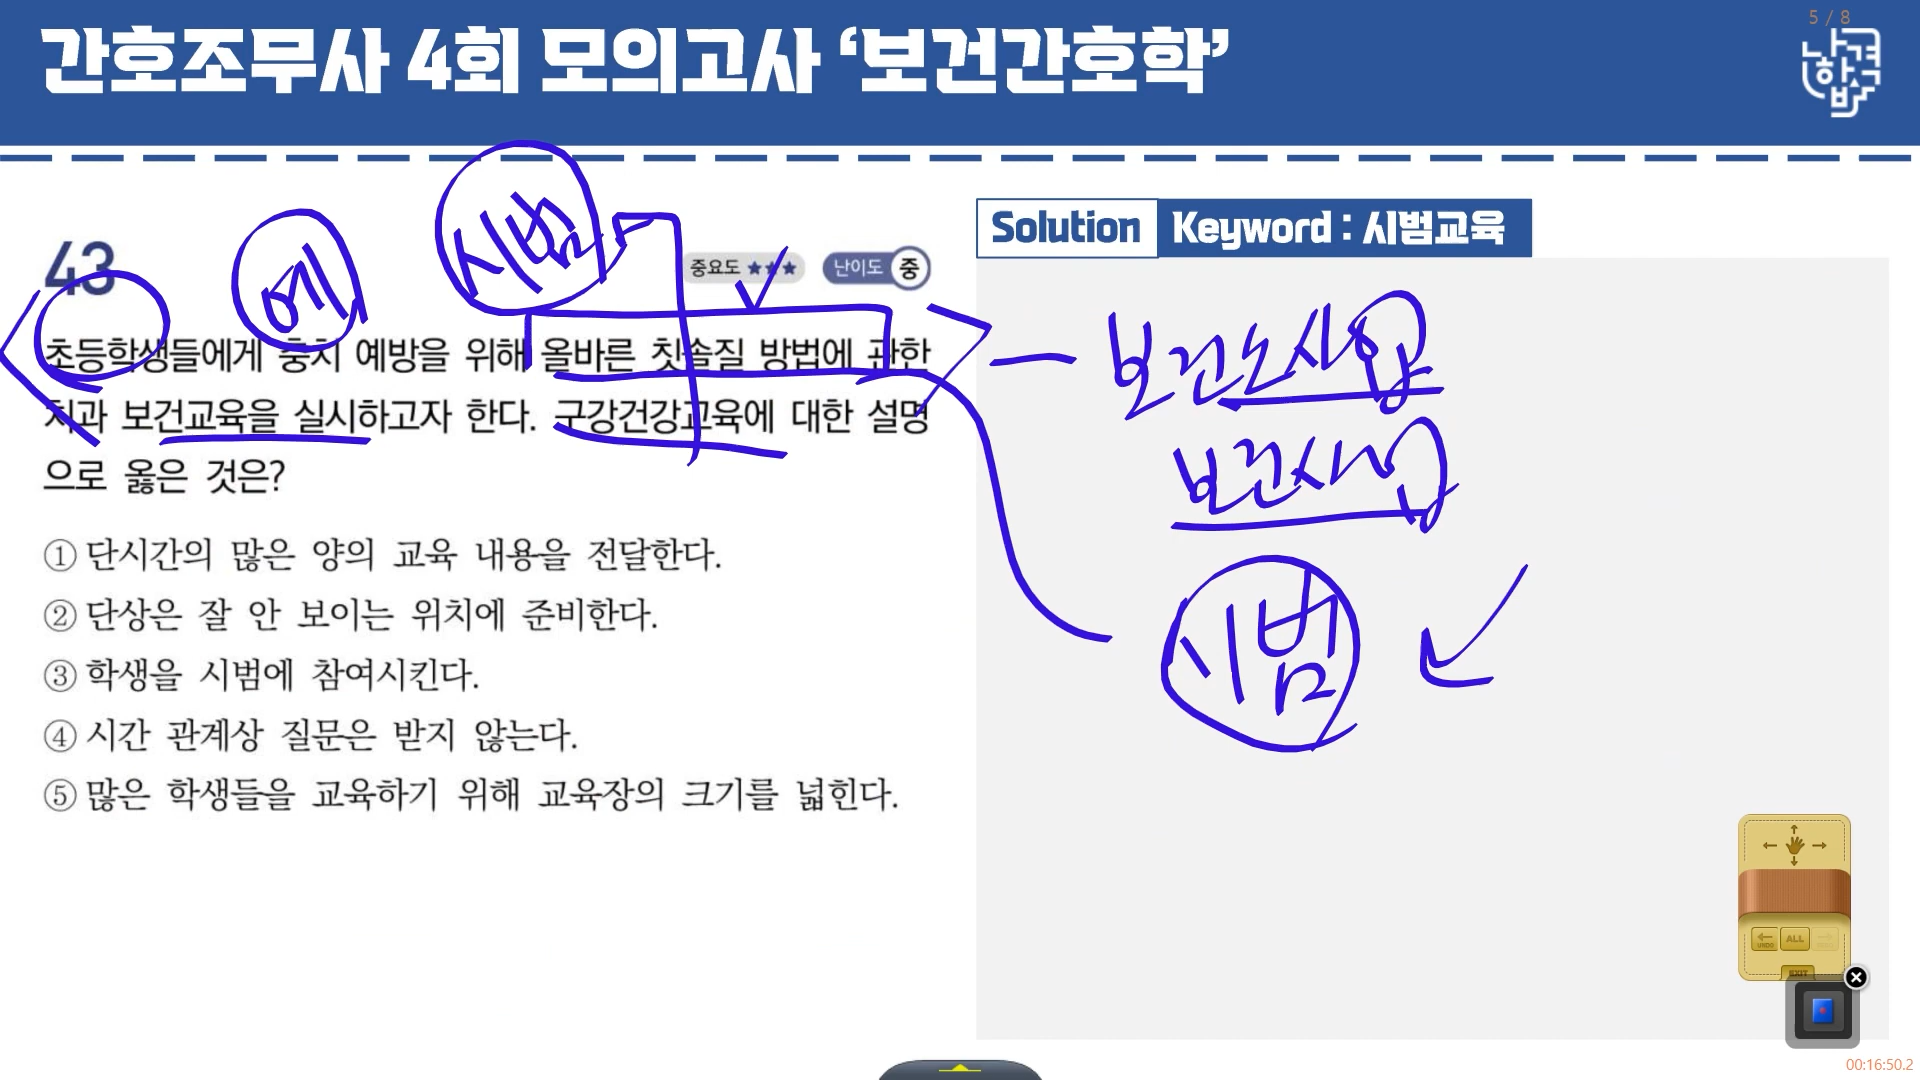 간호조무사 4회 모의고사 ‘보건간호학’
5 / 8
낭격합방
43
예
시범
중요도 ★★★
난이도 중
초등학생들에게 충치 예방을 위해 올바른 칫솔질 방법에 관한
치과 보건교육을 실시하고자 한다. 구강건강교육에 대한 설명
으로 옳은 것은?
① 단시간의 많은 양의 교육 내용을 전달한다.
② 단상은 잘 안 보이는 위치에 준비한다.
③ 학생을 시범에 참여시킨다.
④ 시간 관계상 질문은 받지 않는다.
⑤ 많은 학생들을 교육하기 위해 교육장의 크기를 넓힌다.
Solution
Keyword : 시범교육
시범
UNDO
ALL
EXIT
00:16:50.2